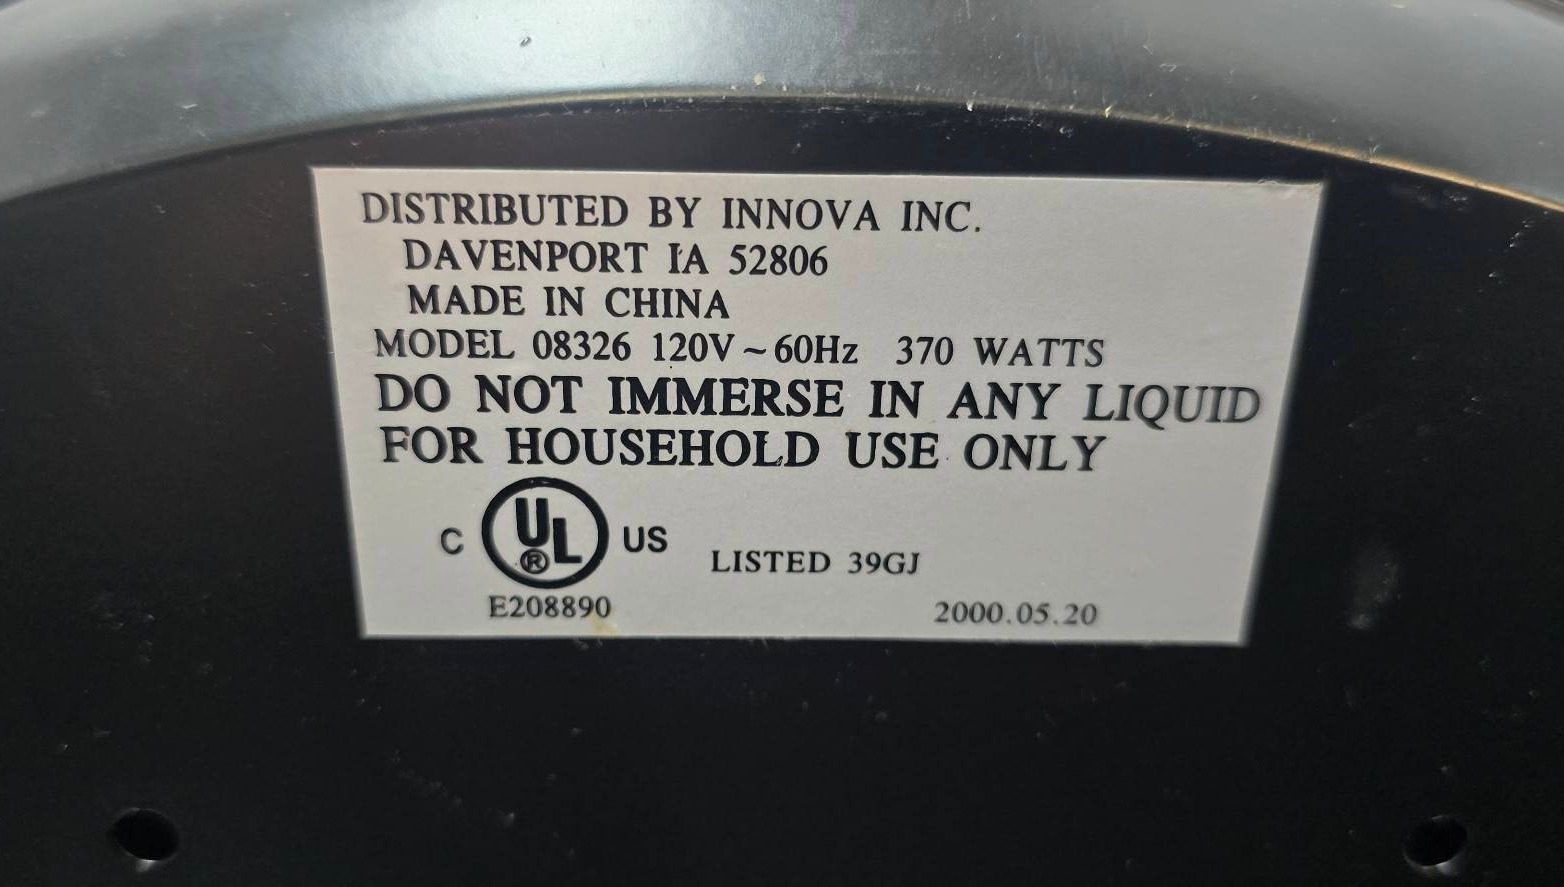 DISTRIBUTED BY INNOVA INC.
DAVENPORT IA 52806
MADE IN CHINA
MODEL 08326 120V ~ 60Hz 370 WATTS
DO NOT IMMERSE IN ANY LIQUID
FOR HOUSEHOLD USE ONLY
C UL® US LISTED 39GJ
E208890 2000.05.20